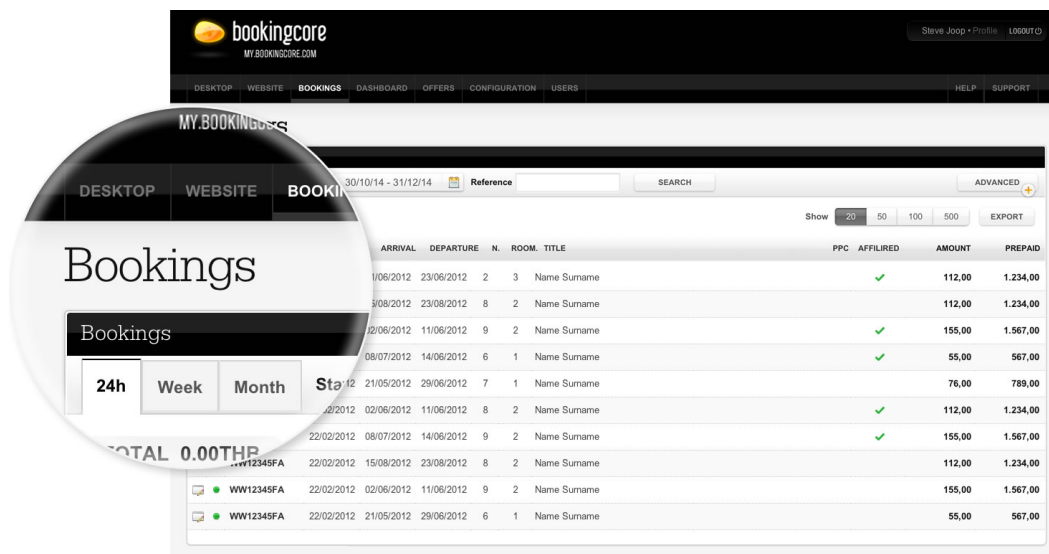 bookingcore
MY.BOOKINGCORE.COM
Steve Joop • Profile LOGOUT
DESKTOP WEBSITE BOOKINGS DASHBOARD OFFERS CONFIGURATION USERS HELP SUPPORT
DESKTOP WEBSITE
Bookings
Bookings
24h Week Month
TOTAL 0.00THB
30/10/14 - 31/12/14 Reference SEARCH ADVANCED
Show 20 50 100 500 EXPORT
ARRIVAL DEPARTURE N. ROOM. TITLE PPC AFFILIRED AMOUNT PREPAID
23/06/2012 2 3 Name Surname 112,00 1.234,00
23/08/2012 8 2 Name Surname 112,00 1.234,00
11/06/2012 9 2 Name Surname 155,00 1.567,00
08/07/2012 14/06/2012 6 1 Name Surname 55,00 567,00
21/05/2012 29/06/2012 7 1 Name Surname 76,00 789,00
02/06/2012 11/06/2012 8 2 Name Surname 112,00 1.234,00
22/02/2012 08/07/2012 14/06/2012 9 2 Name Surname 155,00 1.567,00
WW12345FA 22/02/2012 15/08/2012 23/08/2012 8 2 Name Surname 112,00 1.234,00
WW12345FA 22/02/2012 02/06/2012 11/06/2012 9 2 Name Surname 155,00 1.567,00
WW12345FA 22/02/2012 21/05/2012 29/06/2012 6 1 Name Surname 55,00 567,00